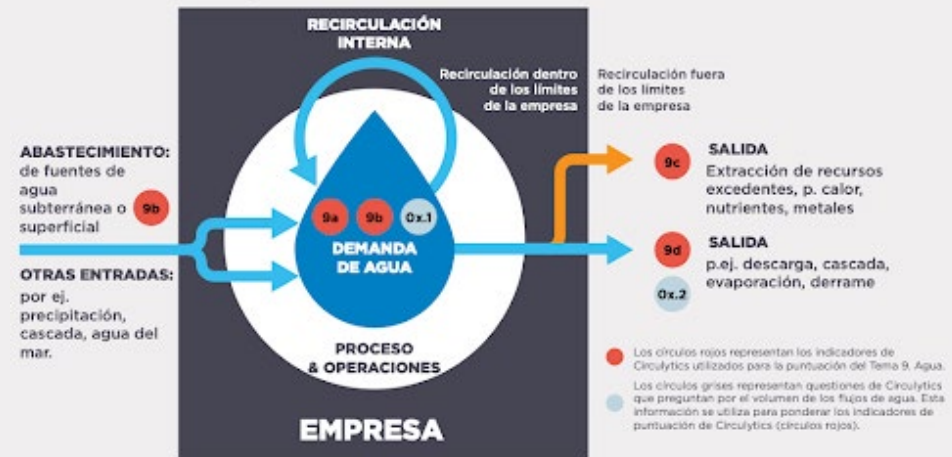 RECIRCULACIÓN
INTERNA
Recirculación dentro
de los límites
de la empresa
Recirculación fuera
de los límites
de la empresa
ABASTECIMIENTO:
de fuentes de
agua
subterránea o
superficial
9b
OTRAS ENTRADAS:
por ej.
precipitación,
cascada, agua del
mar.
9a 9b 0x.1
DEMANDA
DE AGUA
PROCESO
& OPERACIONES
EMPRESA
9c
SALIDA
Extracción de recursos
excedentes, p. calor,
nutrientes, metales
9d
SALIDA
p.ej. descarga, cascada,
evaporación, derrame
0x.2
Los círculos rojos representan los indicadores de
Circulytics utilizados para la puntuación del Tema 9, Agua.
Los círculos grises representan questiones de Circulytics
que preguntan por el volumen de los flujos de agua. Esta
información se utiliza para ponderar los indicadores de
puntuación de Circulytics (círculos rojos).